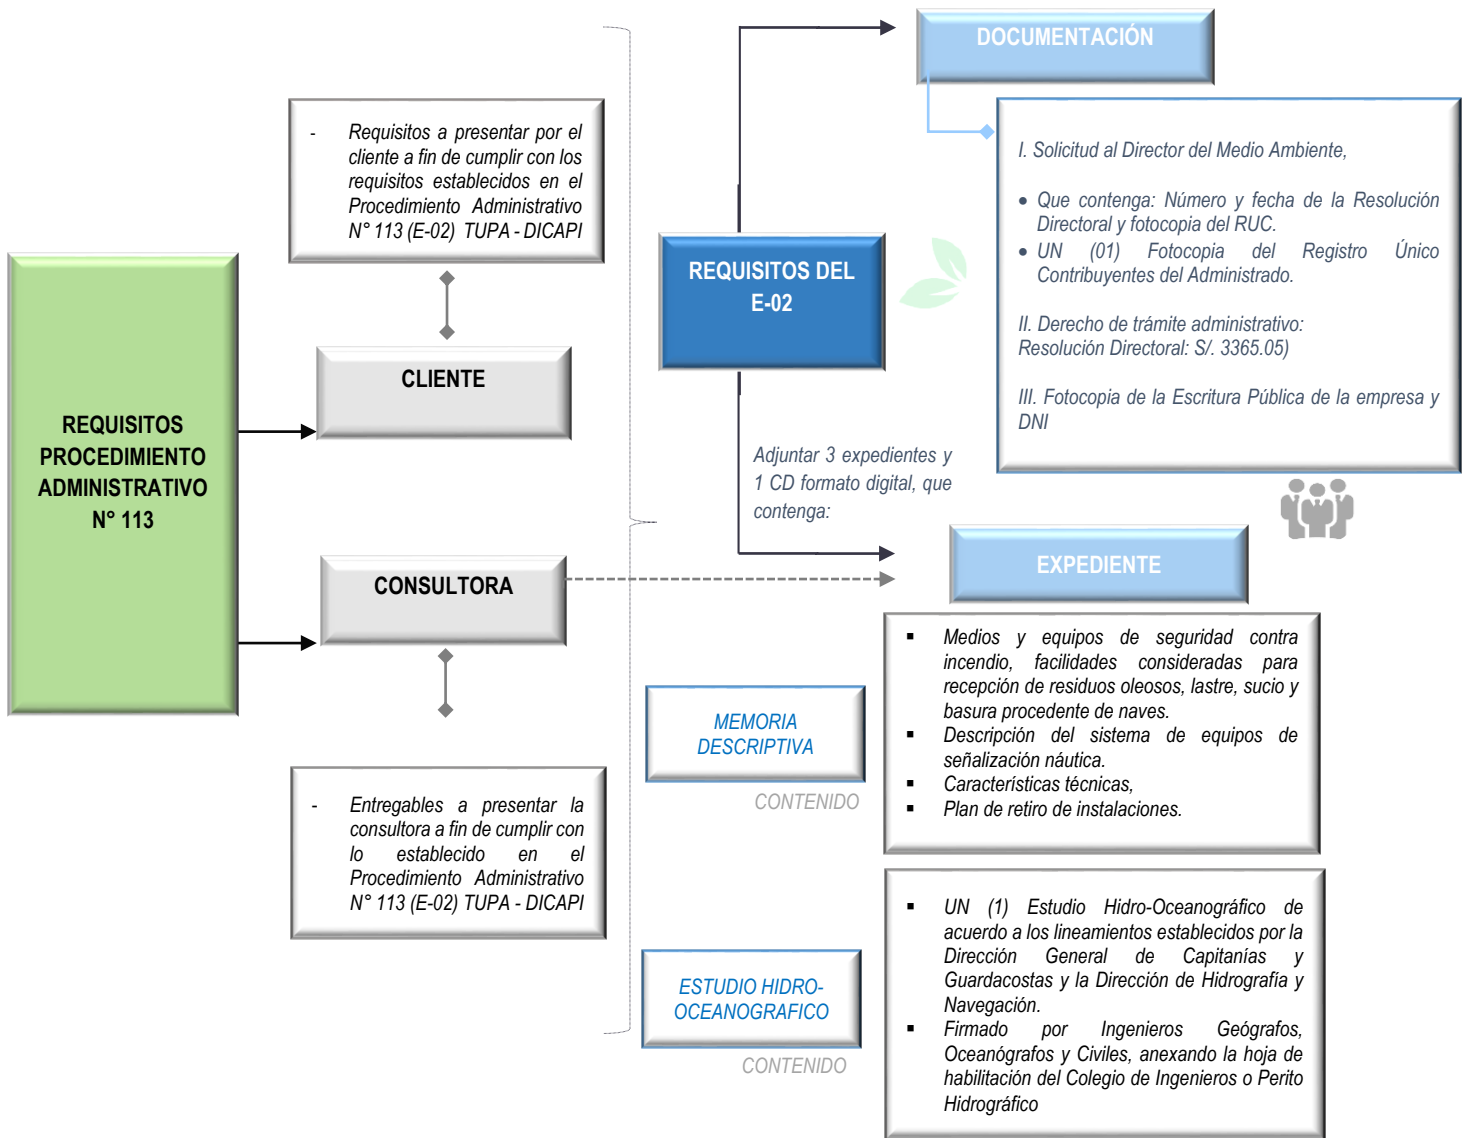 REQUISITOS
PROCEDIMIENTO
ADMINISTRATIVO
N° 113
- Requisitos a presentar por el
cliente a fin de cumplir con los
requisitos establecidos en el
Procedimiento Administrativo
N° 113 (E-02) TUPA - DICAPI
CLIENTE
CONSULTORA
- Entregables a presentar la
consultora a fin de cumplir con
lo establecido en el
Procedimiento Administrativo
N° 113 (E-02) TUPA - DICAPI
REQUISITOS DEL
E-02
DOCUMENTACIÓN
I. Solicitud al Director del Medio Ambiente,
• Que contenga: Número y fecha de la Resolución
Directoral y fotocopia del RUC.
• UN (01) Fotocopia del Registro Único
Contribuyentes del Administrado.
II. Derecho de trámite administrativo:
Resolución Directoral: S/. 3365.05)
III. Fotocopia de la Escritura Pública de la empresa y
DNI
Adjuntar 3 expedientes y
1 CD formato digital, que
contenga:
EXPEDIENTE
MEMORIA
DESCRIPTIVA
CONTENIDO
▪ Medios y equipos de seguridad contra
incendio, facilidades consideradas para
recepción de residuos oleosos, lastre, sucio y
basura procedente de naves.
▪ Descripción del sistema de equipos de
señalización náutica.
▪ Características técnicas,
▪ Plan de retiro de instalaciones.
ESTUDIO HIDRO-
OCEANOGRAFICO
CONTENIDO
▪ UN (1) Estudio Hidro-Oceanográfico de
acuerdo a los lineamientos establecidos por la
Dirección General de Capitanías y
Guardacostas y la Dirección de Hidrografía y
Navegación.
▪ Firmado por Ingenieros Geógrafos,
Oceanógrafos y Civiles, anexando la hoja de
habilitación del Colegio de Ingenieros o Perito
Hidrográfico